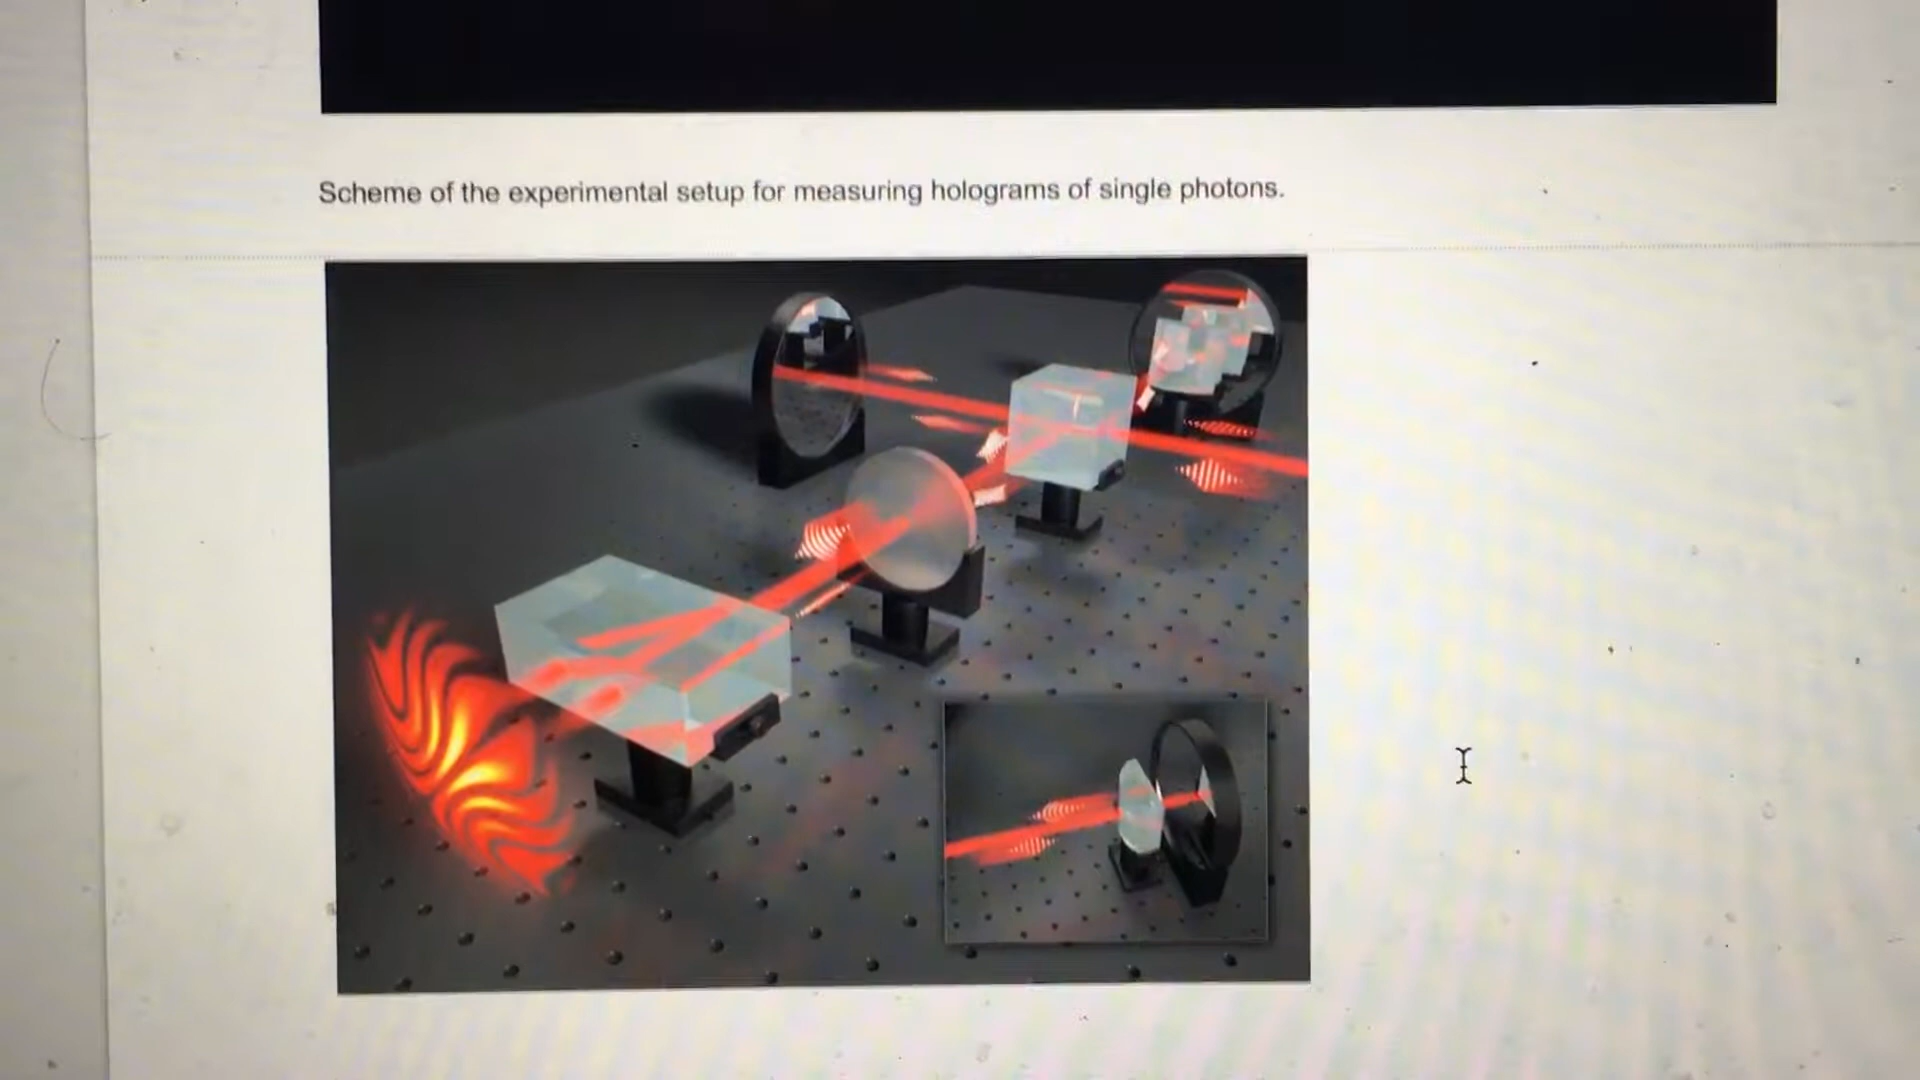 Scheme of the experimental setup for measuring holograms of single photons.